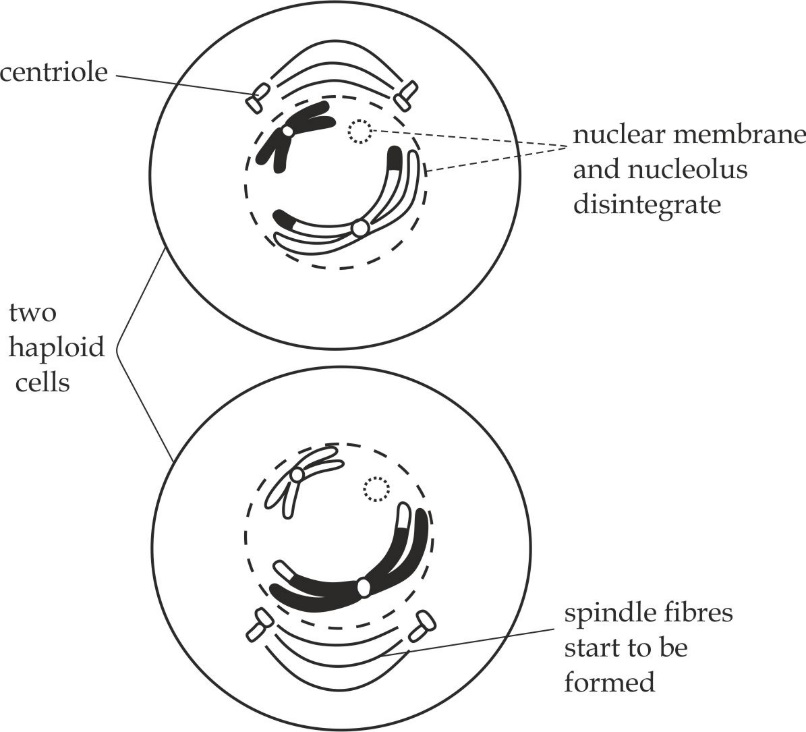 centriole
nuclear membrane
and nucleolus
disintegrate
two
haploid
cells
spindle fibres
start to be
formed